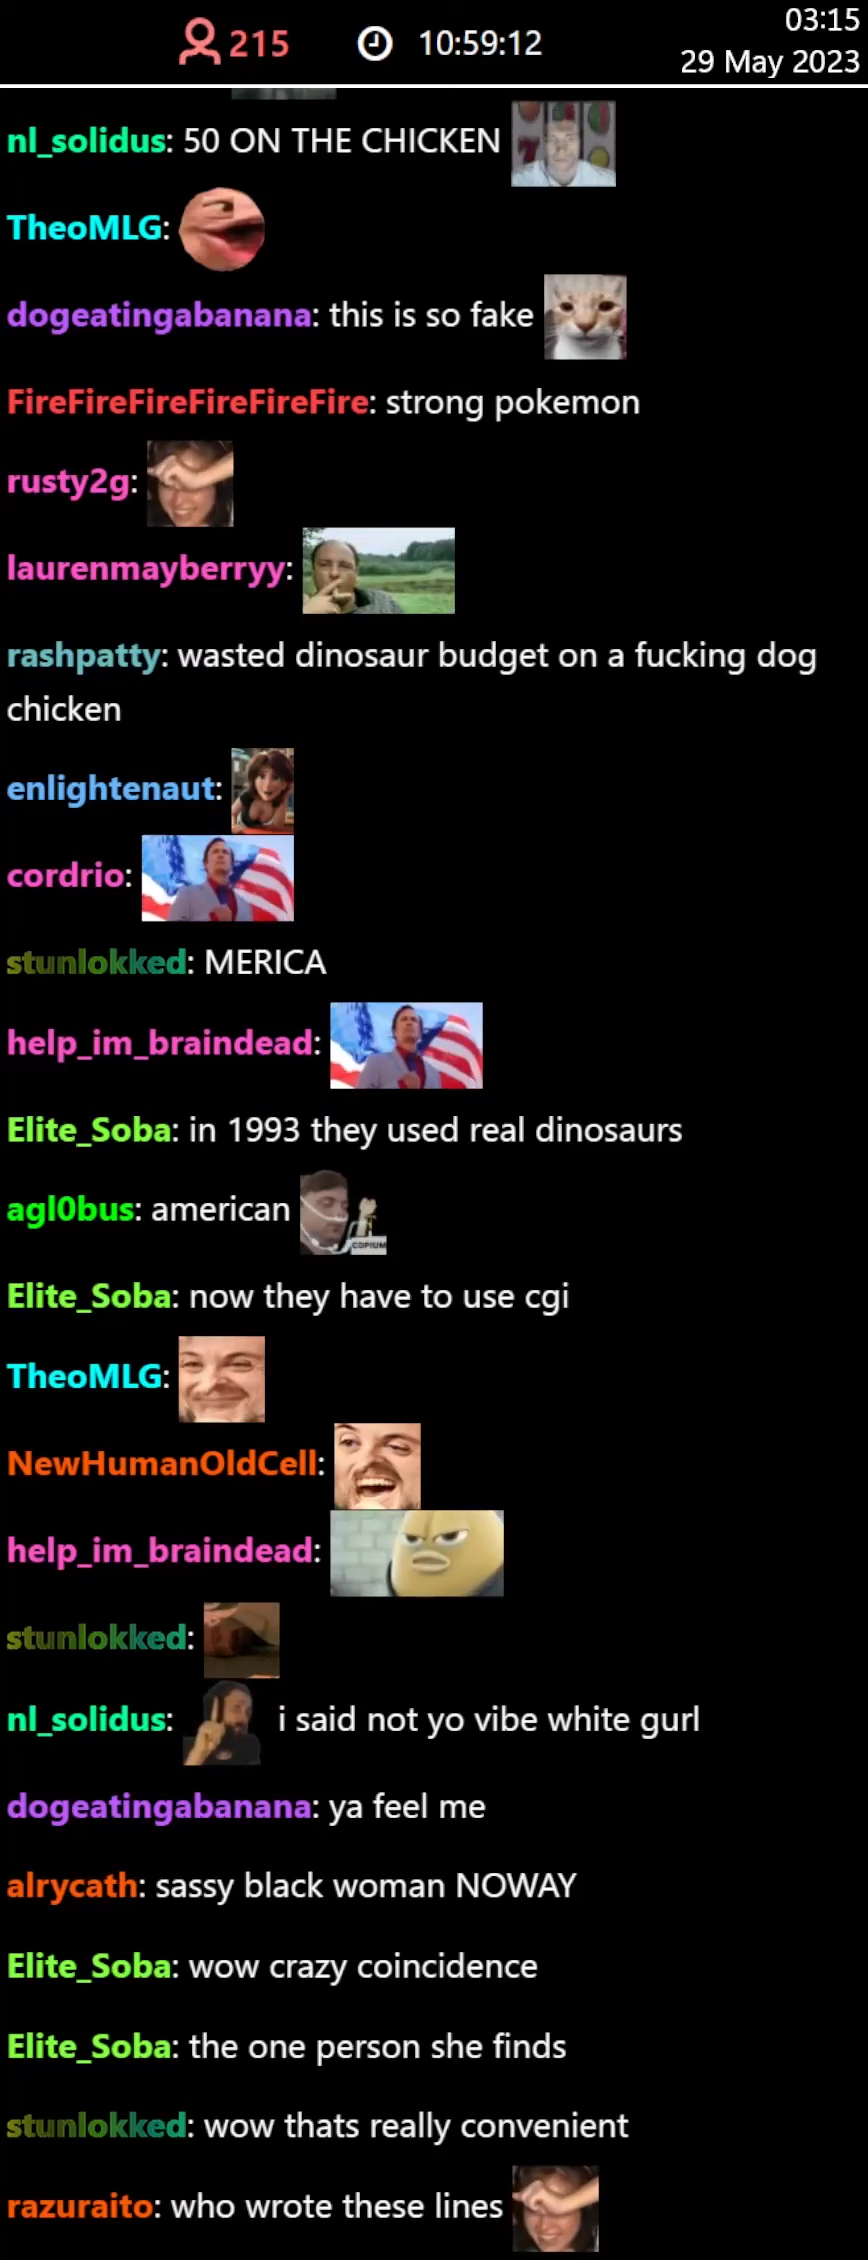 215 10:59:12 03:15
29 May 2023
nl_solidus: 50 ON THE CHICKEN
TheoMLG:
dogeatingabanana: this is so fake
FireFireFireFireFireFire: strong pokemon
rusty2g:
laurenmayberryy:
rashpatty: wasted dinosaur budget on a fucking dog
chicken
enlightenaut:
cordrio:
stunlokked: MERICA
help_im_braindead:
Elite_Soba: in 1993 they used real dinosaurs
agl0bus: american
COPIUM
Elite_Soba: now they have to use cgi
TheoMLG:
NewHumanOldCell:
help_im_braindead:
stunlokked:
nl_solidus: i said not yo vibe white gurl
dogeatingabanana: ya feel me
alrycath: sassy black woman NOWAY
Elite_Soba: wow crazy coincidence
Elite_Soba: the one person she finds
stunlokked: wow thats really convenient
razuraito: who wrote these lines